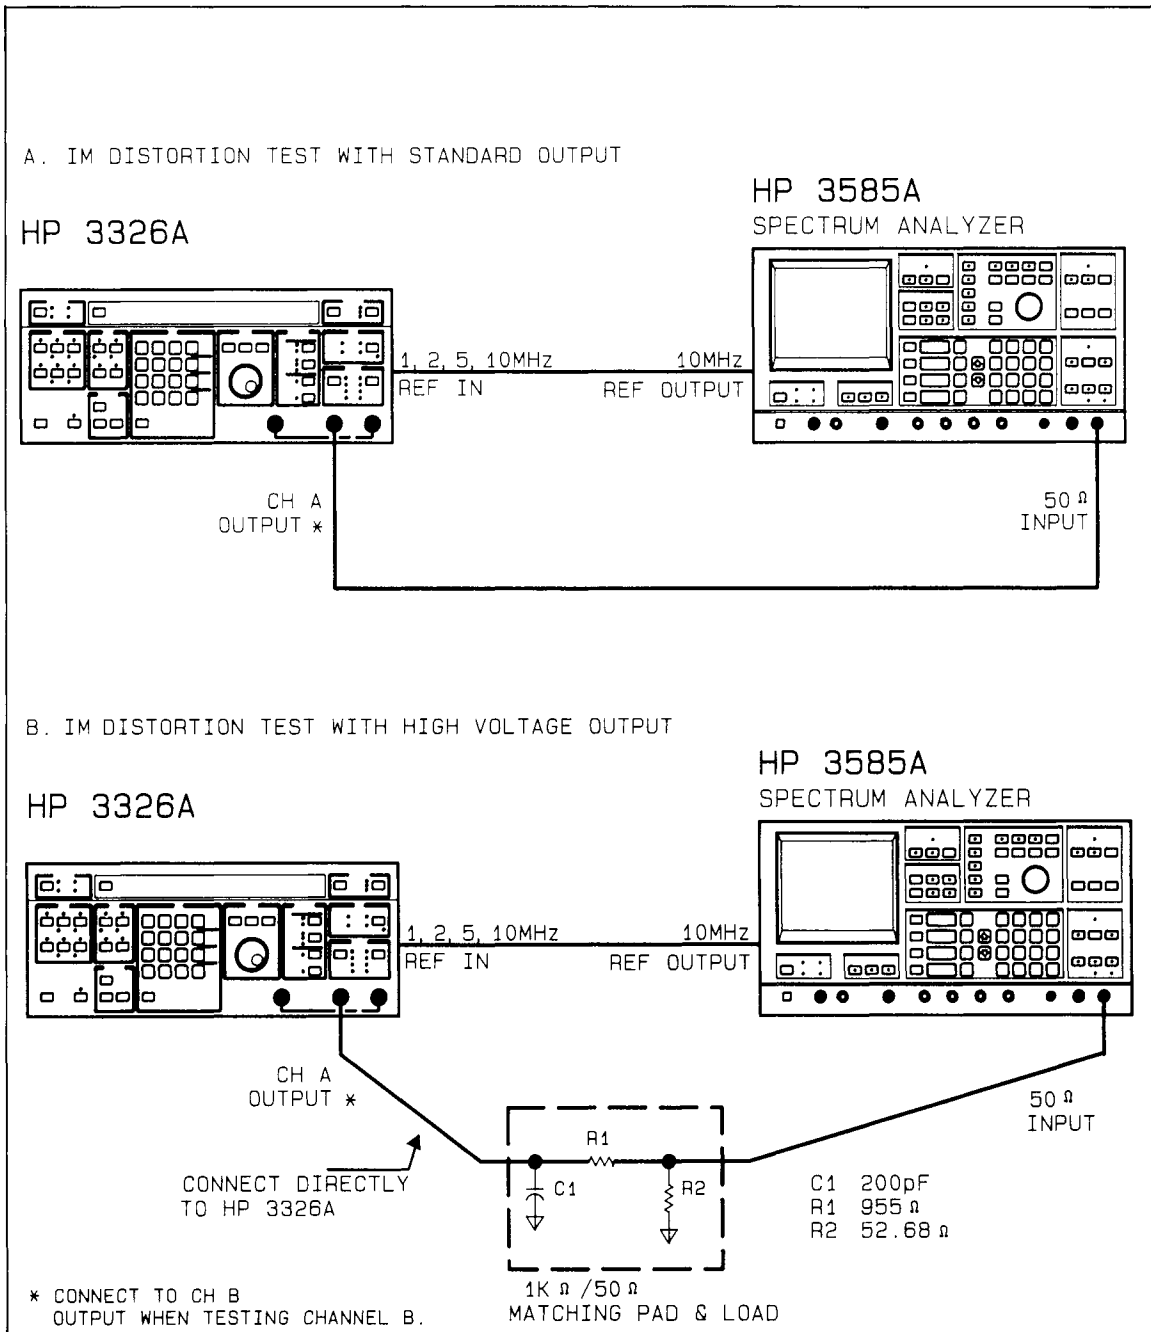 A. IM DISTORTION TEST WITH STANDARD OUTPUT
HP 3326A
HP 3585A
SPECTRUM ANALYZER
1, 2, 5, 10MHz
REF IN
10MHz
REF OUTPUT
CH A
OUTPUT *
50 Ω
INPUT
B. IM DISTORTION TEST WITH HIGH VOLTAGE OUTPUT
HP 3326A
HP 3585A
SPECTRUM ANALYZER
1, 2, 5, 10MHz
REF IN
10MHz
REF OUTPUT
CH A
OUTPUT *
50 Ω
INPUT
CONNECT DIRECTLY
TO HP 3326A
R1
C1
R2
C1 200pF
R1 955 Ω
R2 52.68 Ω
1K Ω /50 Ω
MATCHING PAD & LOAD
* CONNECT TO CH B
OUTPUT WHEN TESTING CHANNEL B.